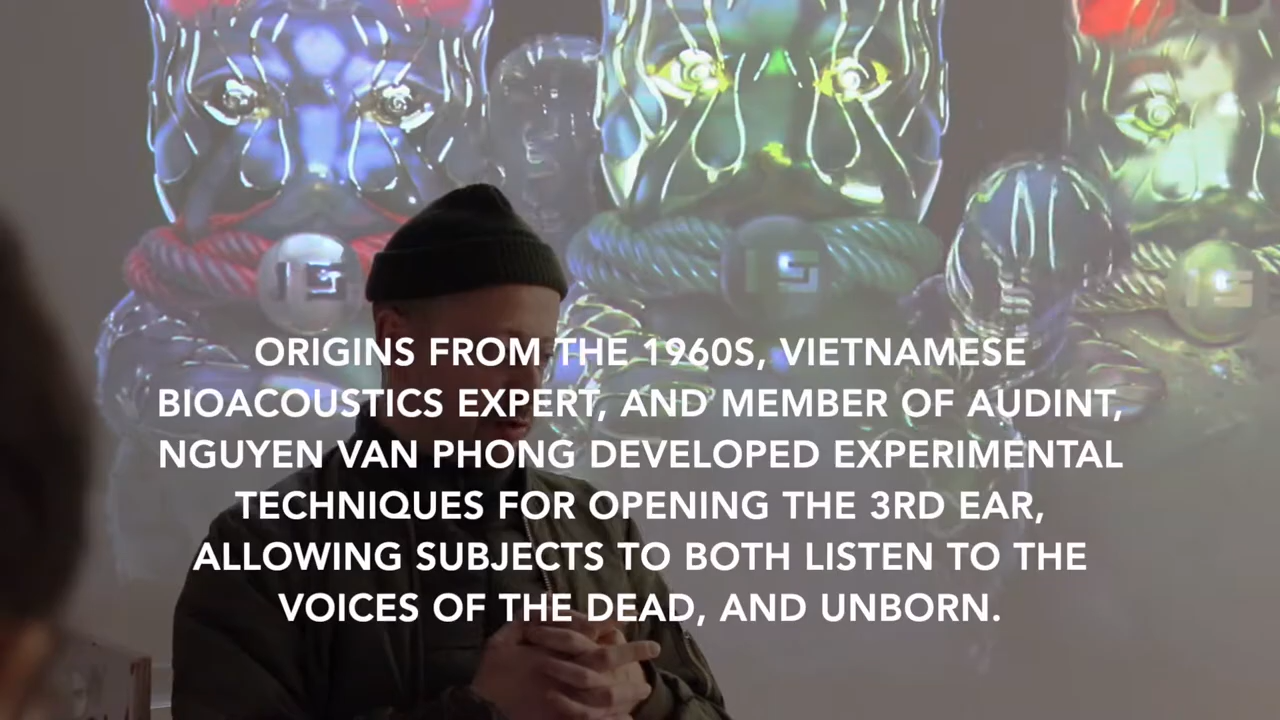 ORIGINS FROM THE 1960S, VIETNAMESE
BIOACOUSTICS EXPERT, AND MEMBER OF AUDINT,
NGUYEN VAN PHONG DEVELOPED EXPERIMENTAL
TECHNIQUES FOR OPENING THE 3RD EAR,
ALLOWING SUBJECTS TO BOTH LISTEN TO THE
VOICES OF THE DEAD, AND UNBORN.